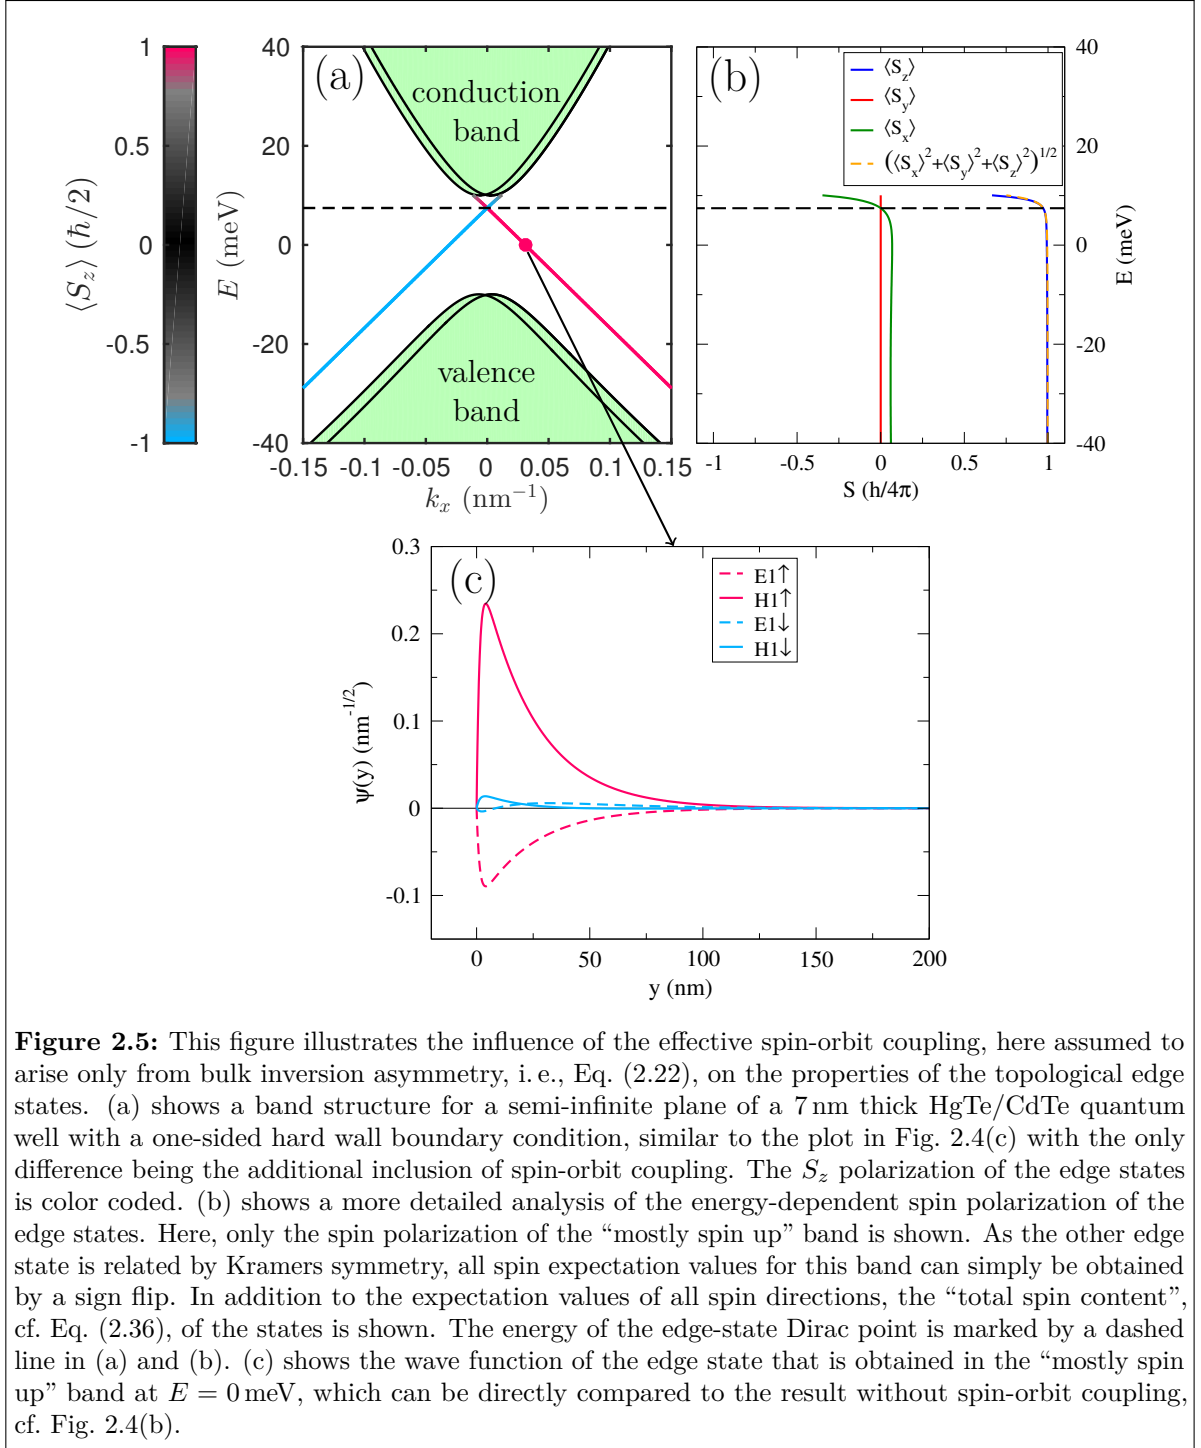 (a)
conduction
band
valence
band
1
0.5
0
-0.5
-1
⟨S_z⟩ (ħ/2)
40
20
0
-20
-40
E (meV)
-0.15 -0.1 -0.05 0 0.05 0.1 0.15
k_x (nm⁻¹)
(b)
⟨S_z⟩
⟨S_y⟩
⟨S_x⟩
(⟨S_x⟩²+⟨S_y⟩²+⟨S_z⟩²)^1/2
40
20
0
-20
-40
E (meV)
-1 -0.5 0 0.5 1
S (h/4π)
(c)
E1↑
H1↑
E1↓
H1↓
0.3
0.2
0.1
0
-0.1
ψ(y) (nm^-1/2)
0 50 100 150 200
y (nm)
Figure 2.5: This figure illustrates the influence of the effective spin-orbit coupling, here assumed to
arise only from bulk inversion asymmetry, i. e., Eq. (2.22), on the properties of the topological edge
states. (a) shows a band structure for a semi-infinite plane of a 7 nm thick HgTe/CdTe quantum
well with a one-sided hard wall boundary condition, similar to the plot in Fig. 2.4(c) with the only
difference being the additional inclusion of spin-orbit coupling. The S_z polarization of the edge states
is color coded. (b) shows a more detailed analysis of the energy-dependent spin polarization of the
edge states. Here, only the spin polarization of the “mostly spin up” band is shown. As the other edge
state is related by Kramers symmetry, all spin expectation values for this band can simply be obtained
by a sign flip. In addition to the expectation values of all spin directions, the “total spin content”,
cf. Eq. (2.36), of the states is shown. The energy of the edge-state Dirac point is marked by a dashed
line in (a) and (b). (c) shows the wave function of the edge state that is obtained in the “mostly spin
up” band at E = 0 meV, which can be directly compared to the result without spin-orbit coupling,
cf. Fig. 2.4(b).